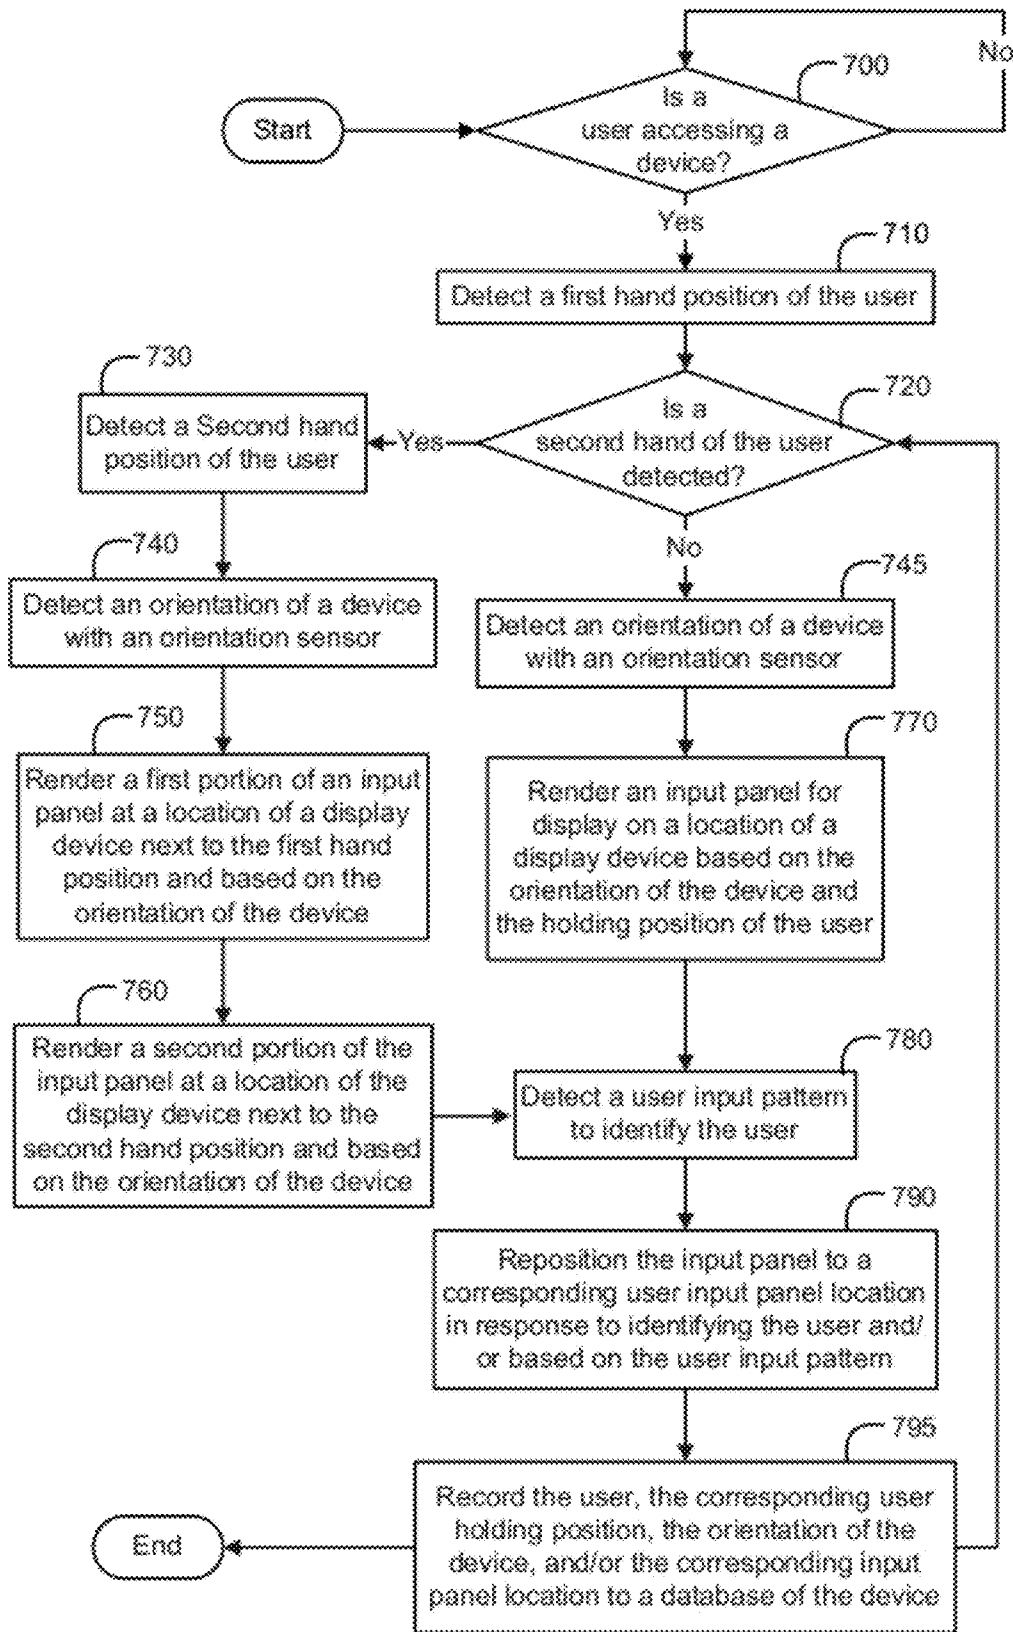 No
700
Is a
user accessing a
device?
Start
Yes
710
Detect a first hand position of the user
730
720
Detect a Second hand
position of the user
Yes
Is a
second hand of the user
detected?
No
740
745
Detect an orientation of a device
with an orientation sensor
Detect an orientation of a device
with an orientation sensor
750
770
Render a first portion of an input
panel at a location of a display
device next to the first hand
position and based on the
orientation of the device
Render an input panel for
display on a location of a
display device based on the
orientation of the device and
the holding position of the user
760
780
Render a second portion of the
input panel at a location of the
display device next to the
second hand position and based
on the orientation of the device
Detect a user input pattern
to identify the user
790
Reposition the input panel to a
corresponding user input panel location
in response to identifying the user and/
or based on the user input pattern
795
Record the user, the corresponding user
holding position, the orientation of the
device, and/or the corresponding input
panel location to a database of the device
End